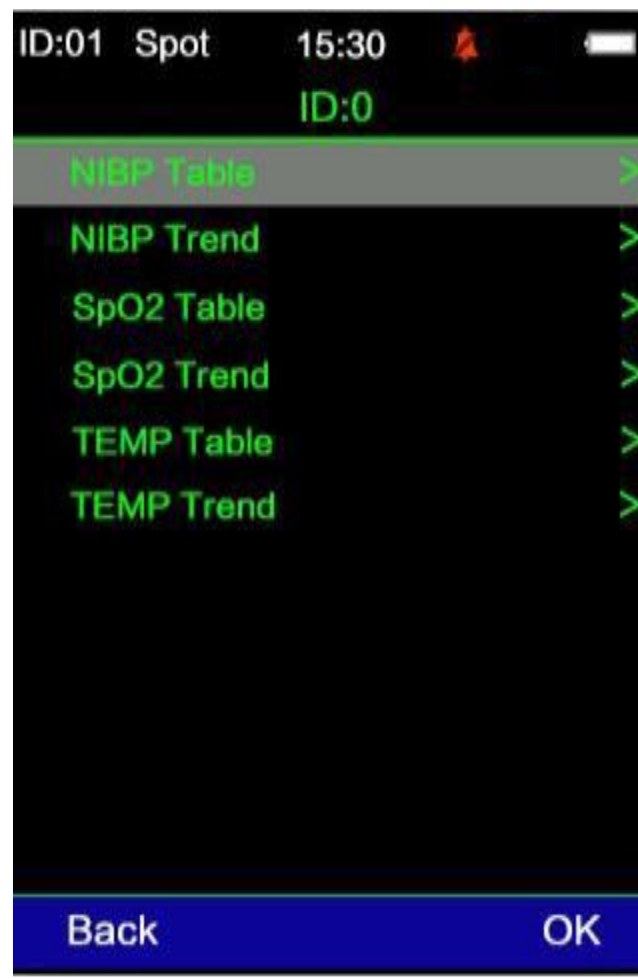 ID:01 Spot 15:30
ID:0
NIBP Table >
NIBP Trend >
SpO2 Table >
SpO2 Trend >
TEMP Table >
TEMP Trend >
Back OK